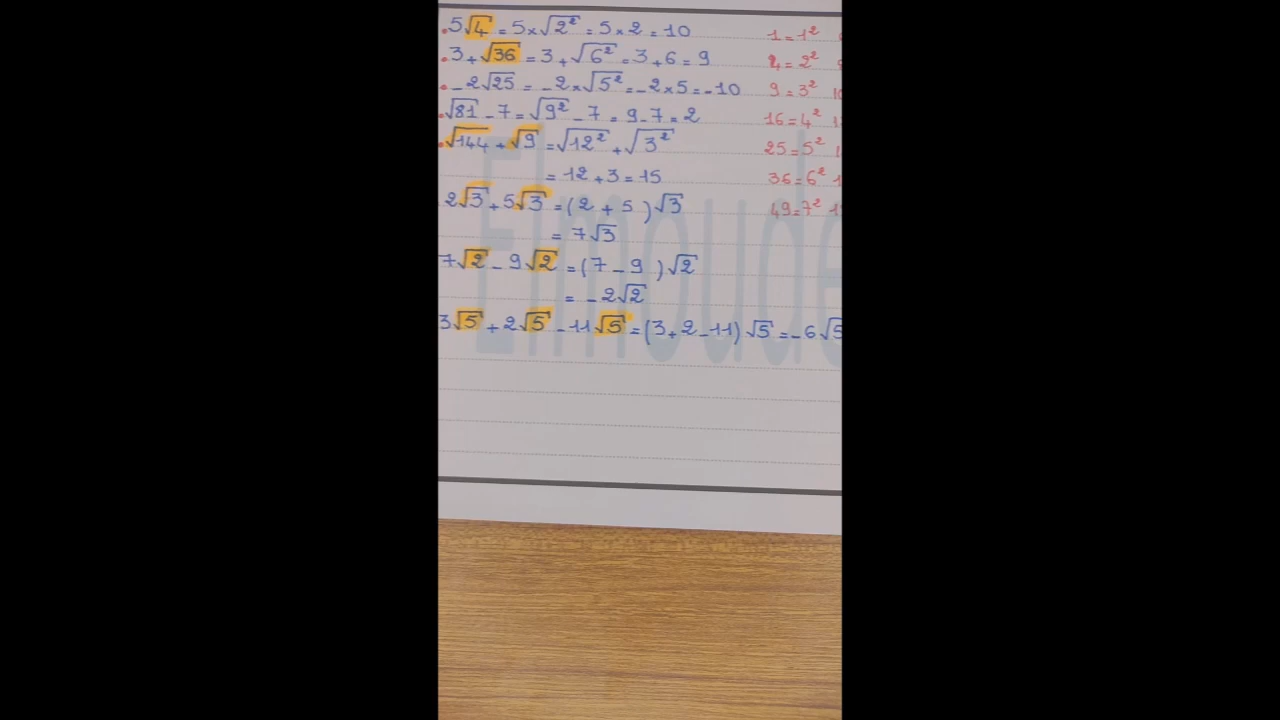 . 5√4 = 5×√2² = 5×2 = 10
. 3+√36 = 3+√6² = 3+6 = 9
. -2√25 = -2×√5² = -2×5 = -10
. √81 - 7 = √9² - 7 = 9-7 = 2
. √144 + √9 = √12² + √3²
= 12+3 = 15
2√3 + 5√3 = (2 + 5)√3
= 7√3
7√2 - 9√2 = (7 - 9)√2
= -2√2
3√5 + 2√5 - 11√5 = (3+2-11)√5 = -6√5
1 = 1²
4 = 2²
9 = 3²
16 = 4²
25 = 5²
36 = 6²
49 = 7²
Elmoude